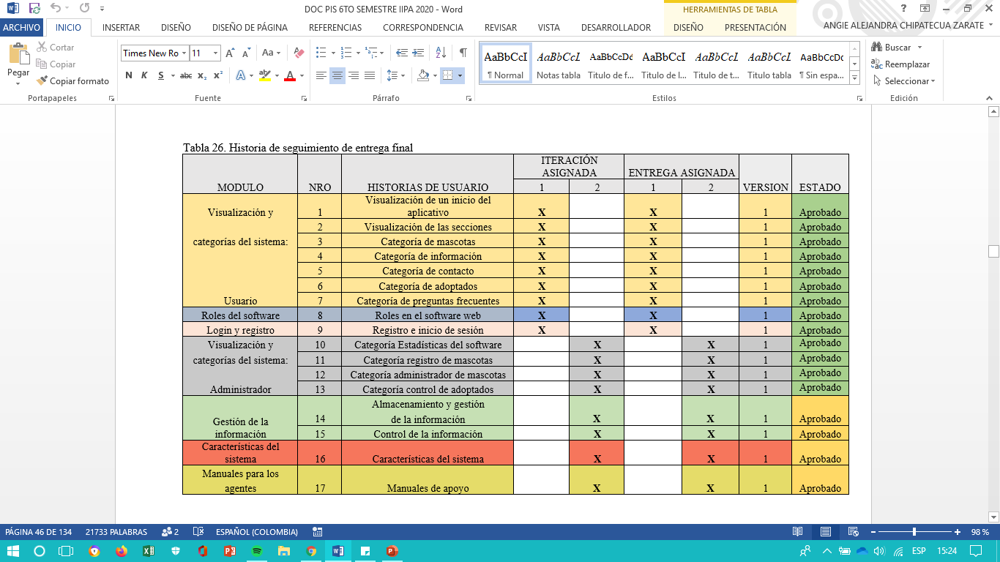 DOC PIS 6TO SEMESTRE IIPA 2020 - Word
HERRAMIENTAS DE TABLA
ARCHIVO INICIO INSERTAR DISEÑO DISEÑO DE PÁGINA REFERENCIAS CORRESPONDENCIA REVISAR VISTA DESARROLLADOR DISEÑO PRESENTACIÓN ANGIE ALEJANDRA CHIPATECUA ZARATE
Pegar
Cortar
Copiar
Copiar formato
Portapapeles
Times New Ro 11
N K S abc x₂ x²
Fuente
Párrafo
AaBbCcI AaBbCcL AaBbCcDd AaBbCcI AaBbCcL AaBbCcL AaBbCcDc
¶ Normal Notas tabla Titulo de f... Titulo de l... Titulo de t... Titulo tabla ¶ Sin espa...
Estilos
Buscar
Reemplazar
Seleccionar
Edición
Tabla 26. Historia de seguimiento de entrega final
MODULO NRO HISTORIAS DE USUARIO ITERACIÓN ASIGNADA ENTREGA ASIGNADA VERSION ESTADO
1 2 1 2
Visualización y categorías del sistema: Usuario
1 Visualización de un inicio del aplicativo X X 1 Aprobado
2 Visualización de las secciones X X 1 Aprobado
3 Categoría de mascotas X X 1 Aprobado
4 Categoría de información X X 1 Aprobado
5 Categoría de contacto X X 1 Aprobado
6 Categoría de adoptados X X 1 Aprobado
7 Categoría de preguntas frecuentes X X 1 Aprobado
Roles del software 8 Roles en el software web X X 1 Aprobado
Login y registro 9 Registro e inicio de sesión X X 1 Aprobado
Visualización y categorías del sistema: Administrador
10 Categoría Estadísticas del software X X 1 Aprobado
11 Categoría registro de mascotas X X 1 Aprobado
12 Categoría administrador de mascotas X X 1 Aprobado
13 Categoría control de adoptados X X 1 Aprobado
Gestión de la información
14 Almacenamiento y gestión de la información X X 1 Aprobado
15 Control de la información X X 1 Aprobado
Características del sistema 16 Características del sistema X X 1 Aprobado
Manuales para los agentes 17 Manuales de apoyo X X 1 Aprobado
PÁGINA 46 DE 134 21733 PALABRAS 2 ESPAÑOL (COLOMBIA) 98 %
ESP 15:24